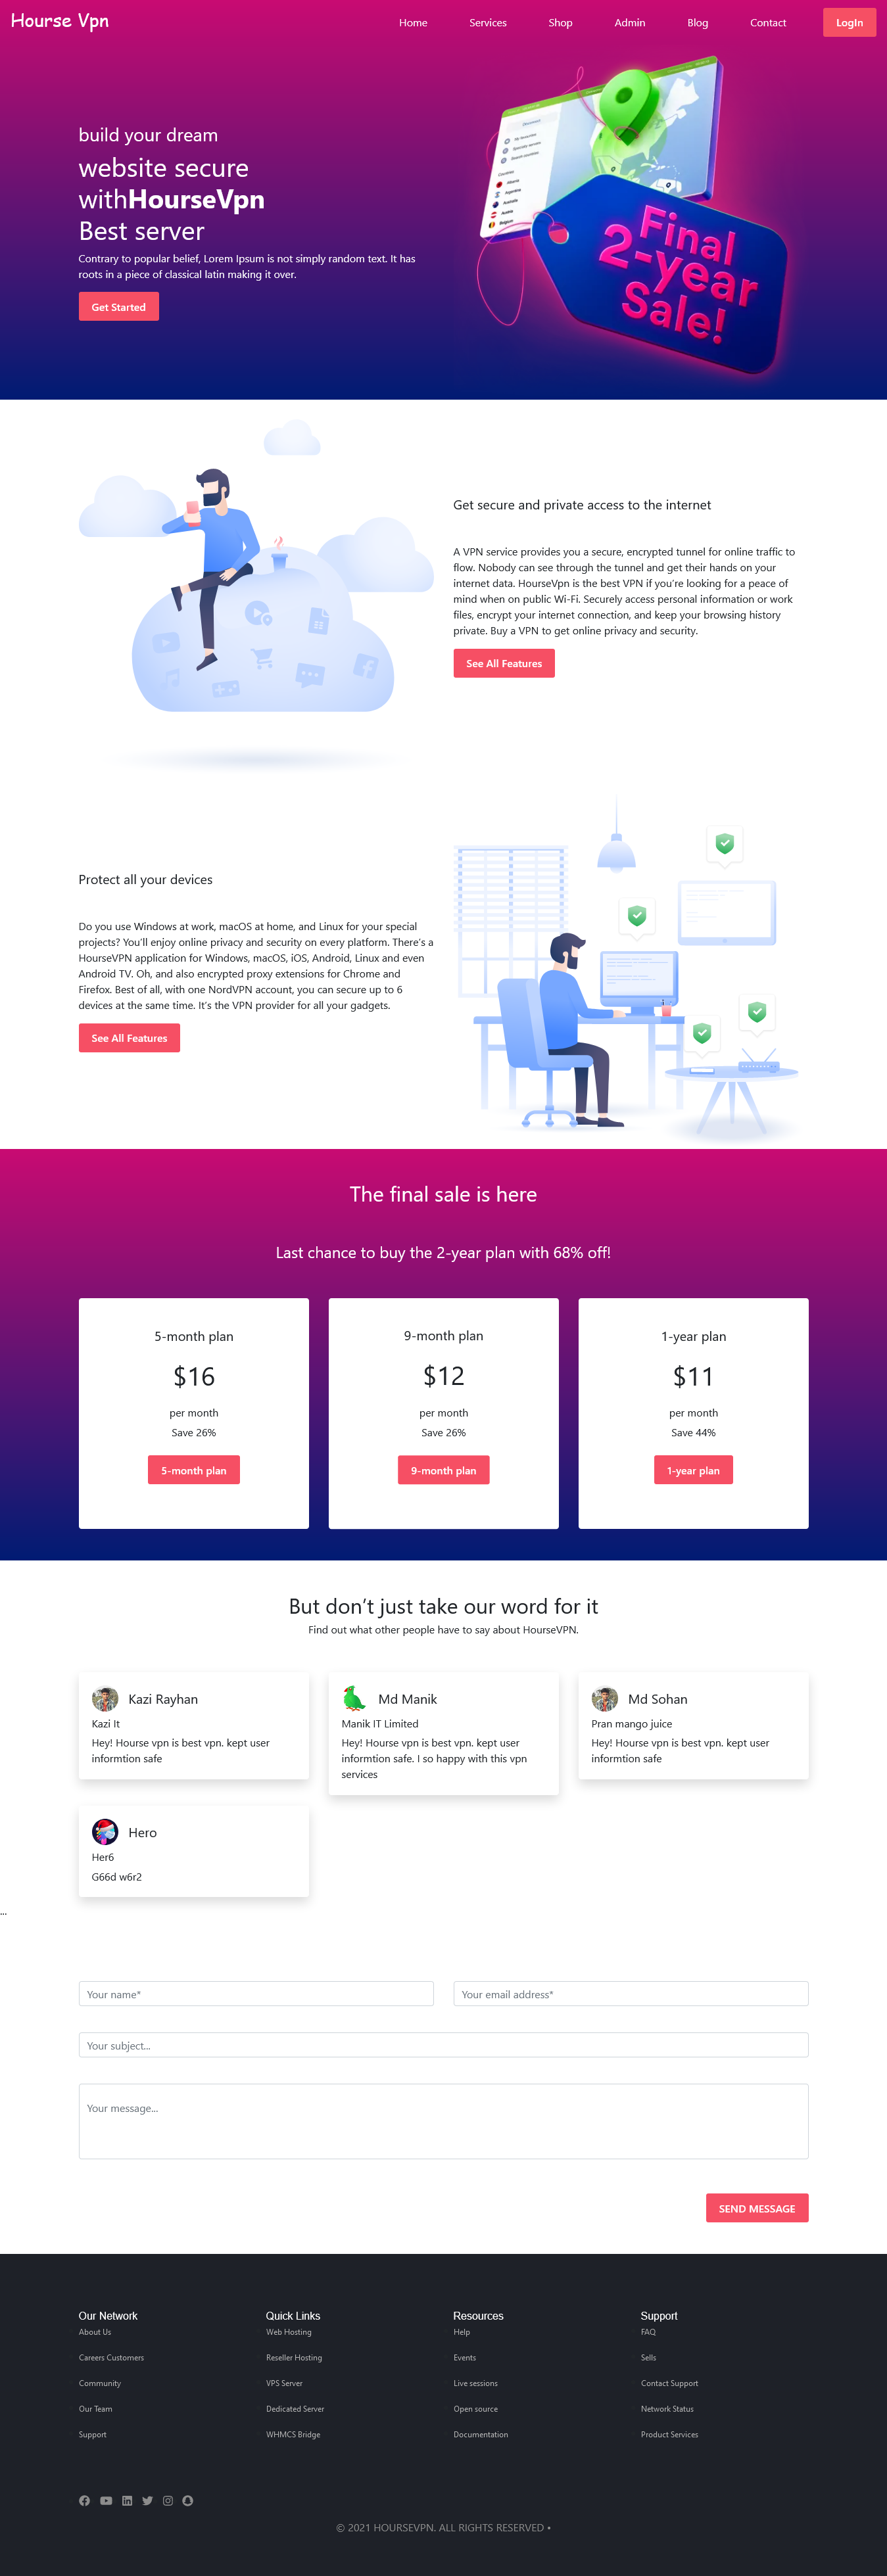 Hourse Vpn
Home Services Shop Admin Blog Contact Login
build your dream
website secure
withHourseVpn
Best server
Contrary to popular belief, Lorem Ipsum is not simply random text. It has
roots in a piece of classical latin making it over.
Get Started
Disconnect
My favorites
Specialty servers
Search countries
Countries
Albania
Argentina
Australia
Austria
Belgium
Final
2-year
Sale!
Get secure and private access to the internet
A VPN service provides you a secure, encrypted tunnel for online traffic to
flow. Nobody can see through the tunnel and get their hands on your
internet data. HourseVpn is the best VPN if you're looking for a peace of
mind when on public Wi-Fi. Securely access personal information or work
files, encrypt your internet connection, and keep your browsing history
private. Buy a VPN to get online privacy and security.
See All Features
Protect all your devices
Do you use Windows at work, macOS at home, and Linux for your special
projects? You'll enjoy online privacy and security on every platform. There's a
HourseVPN application for Windows, macOS, iOS, Android, Linux and even
Android TV. Oh, and also encrypted proxy extensions for Chrome and
Firefox. Best of all, with one NordVPN account, you can secure up to 6
devices at the same time. It's the VPN provider for all your gadgets.
See All Features
The final sale is here
Last chance to buy the 2-year plan with 68% off!
5-month plan
$16
per month
Save 26%
5-month plan
9-month plan
$12
per month
Save 26%
9-month plan
1-year plan
$11
per month
Save 44%
1-year plan
But don't just take our word for it
Find out what other people have to say about HourseVPN.
Kazi Rayhan
Kazi It
Hey! Hourse vpn is best vpn. kept user
informtion safe
Md Manik
Manik IT Limited
Hey! Hourse vpn is best vpn. kept user
informtion safe. I so happy with this vpn
services
Md Sohan
Pran mango juice
Hey! Hourse vpn is best vpn. kept user
informtion safe
Hero
Her6
G66d w6r2
...
Your name*
Your email address*
Your subject...
Your message...
SEND MESSAGE
Our Network
About Us
Careers Customers
Community
Our Team
Support
Quick Links
Web Hosting
Reseller Hosting
VPS Server
Dedicated Server
WHMCS Bridge
Resources
Help
Events
Live sessions
Open source
Documentation
Support
FAQ
Sells
Contact Support
Network Status
Product Services
© 2021 HOURSEVPN. ALL RIGHTS RESERVED •